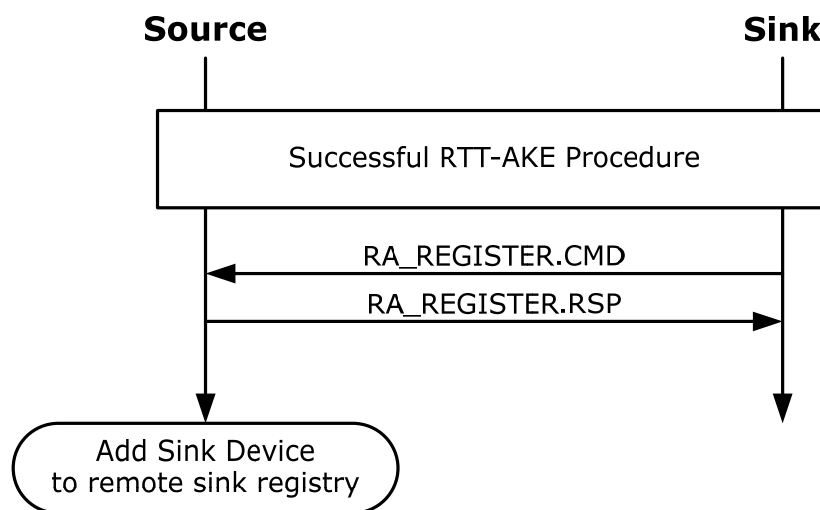 Source
Sink
Successful RTT-AKE Procedure
RA_REGISTER.CMD
RA_REGISTER.RSP
Add Sink Device
to remote sink registry